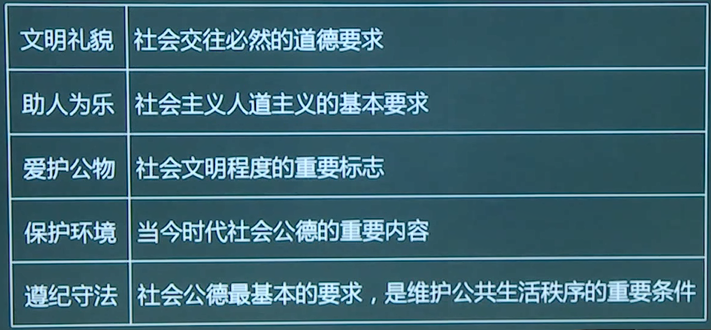 文明礼貌 社会交往必然的道德要求
助人为乐 社会主义人道主义的基本要求
爱护公物 社会文明程度的重要标志
保护环境 当今时代社会公德的重要内容
遵纪守法 社会公德最基本的要求，是维护公共生活秩序的重要条件